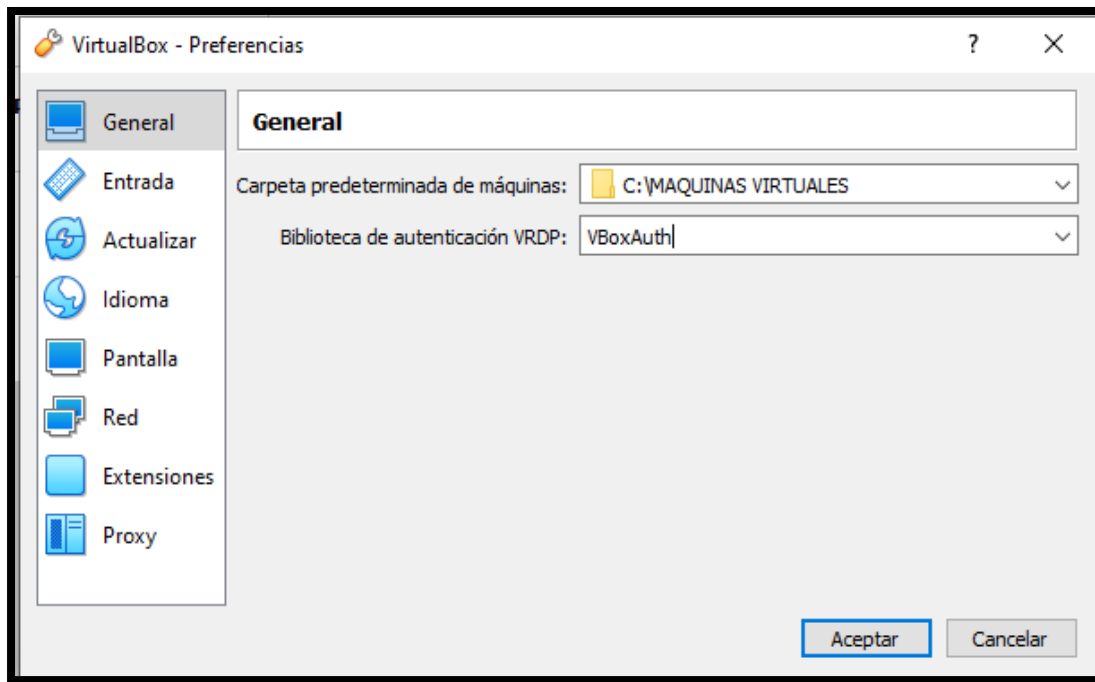 VirtualBox - Preferencias
?
General
Entrada
Actualizar
Idioma
Pantalla
Red
Extensiones
Proxy
General
Carpeta predeterminada de máquinas: C:\MAQUINAS VIRTUALES
Biblioteca de autenticación VRDP: VBoxAuth
Aceptar Cancelar